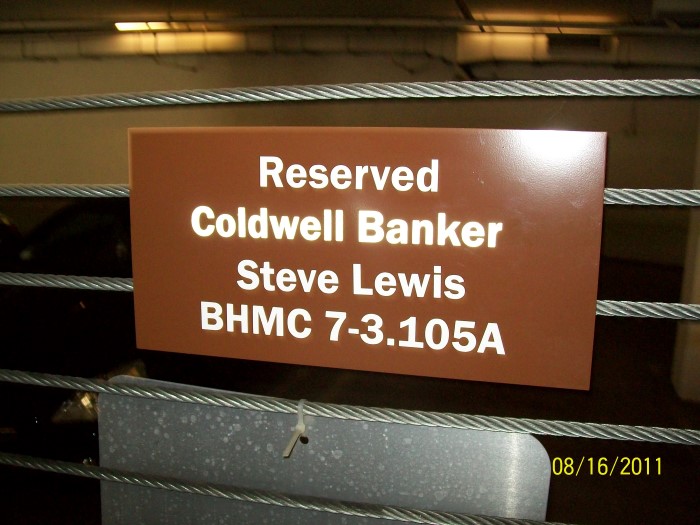 Reserved
Coldwell Banker
Steve Lewis
BHMC 7-3.105A
08/16/2011